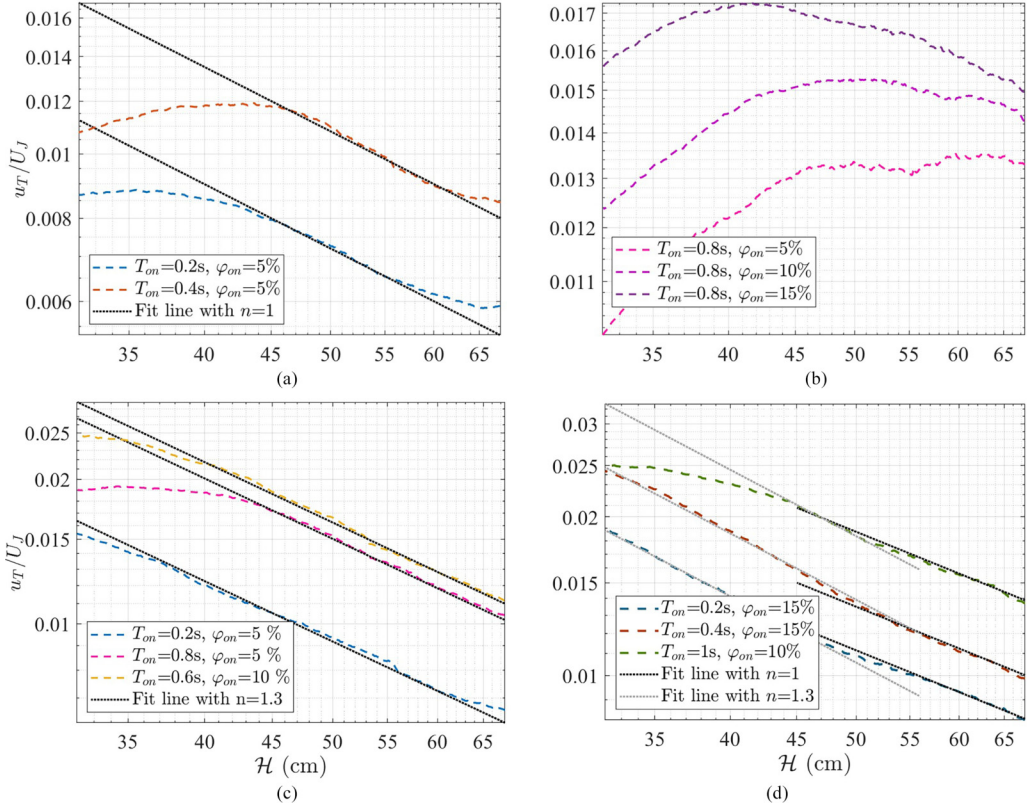 0.016
0.014
0.012
0.01
0.008
0.006
u_T/U_J
T_on=0.2s, φ_on=5%
T_on=0.4s, φ_on=5%
Fit line with n=1
35 40 45 50 55 60 65
(a)
0.017
0.016
0.015
0.014
0.013
0.012
0.011
T_on=0.8s, φ_on=5%
T_on=0.8s, φ_on=10%
T_on=0.8s, φ_on=15%
35 40 45 50 55 60 65
(b)
0.025
0.02
0.015
0.01
u_T/U_J
T_on=0.2s, φ_on=5 %
T_on=0.8s, φ_on=5 %
T_on=0.6s, φ_on=10 %
Fit line with n=1.3
35 40 45 50 55 60 65
ℋ (cm)
(c)
0.03
0.025
0.02
0.015
0.01
T_on=0.2s, φ_on=15%
T_on=0.4s, φ_on=15%
T_on=1s, φ_on=10%
Fit line with n=1
Fit line with n=1.3
35 40 45 50 55 60 65
ℋ (cm)
(d)